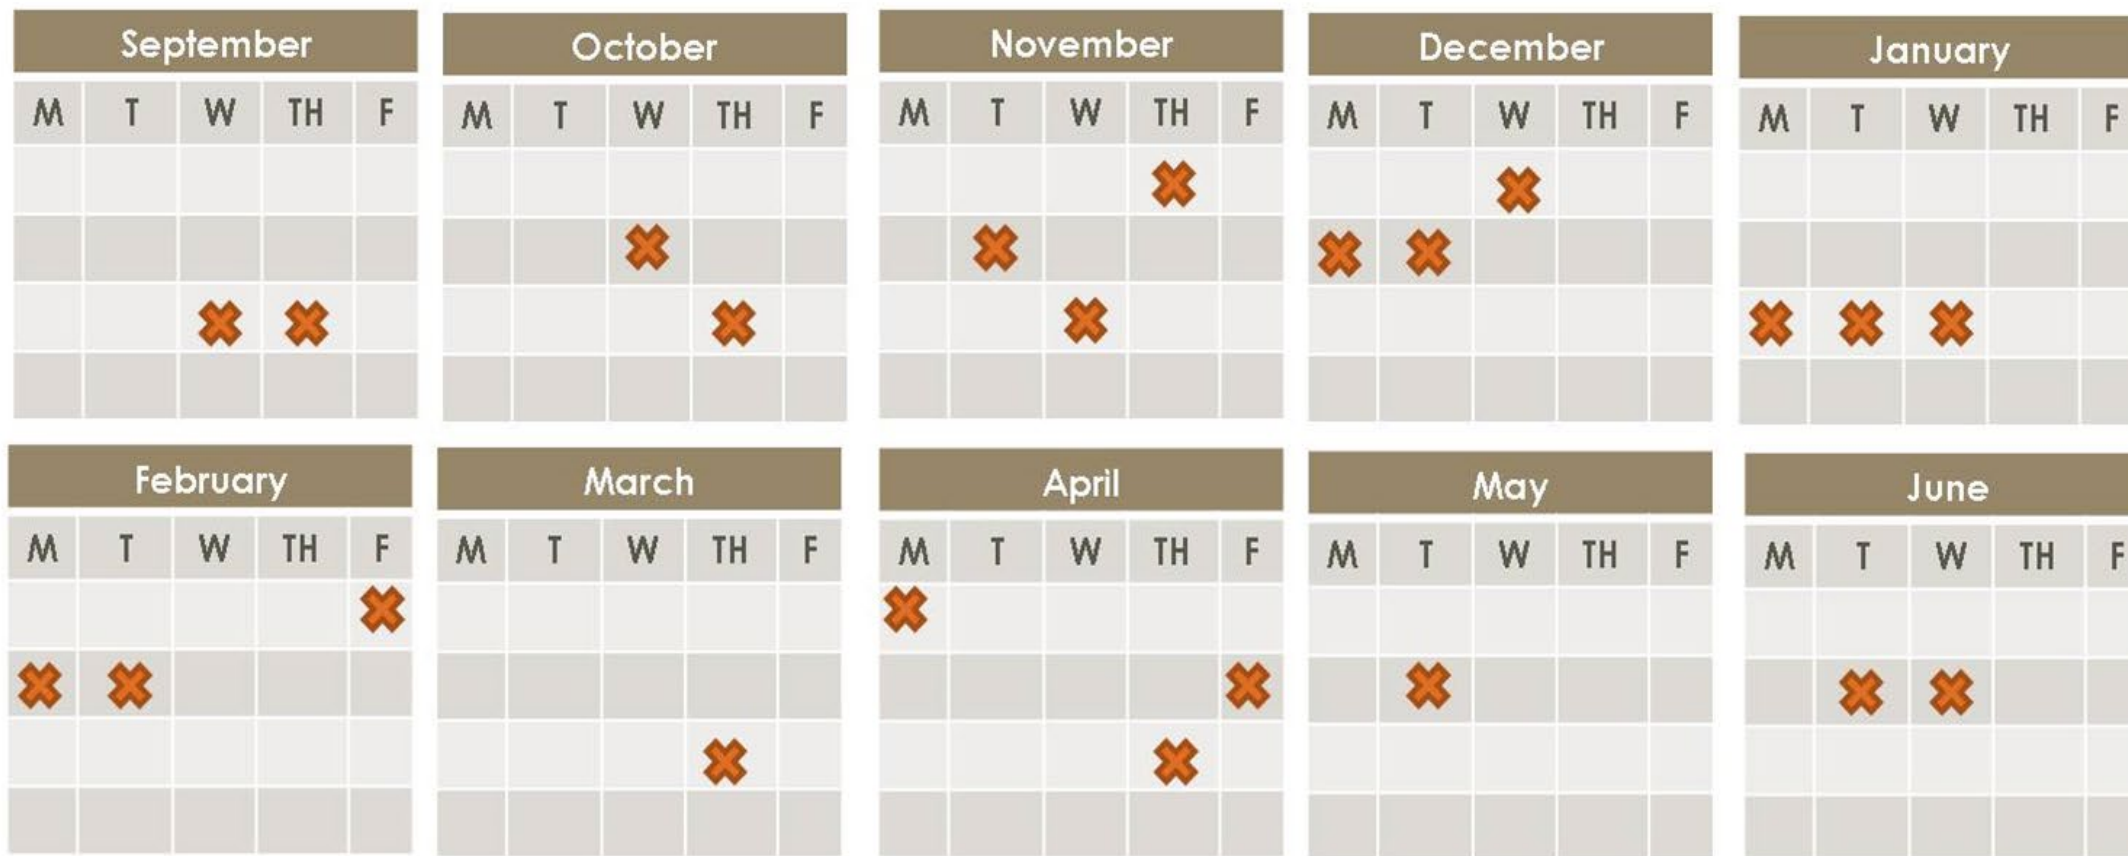 September
M T W TH F
October
M T W TH F
November
M T W TH F
December
M T W TH F
January
M T W TH F
February
M T W TH F
March
M T W TH F
April
M T W TH F
May
M T W TH F
June
M T W TH F